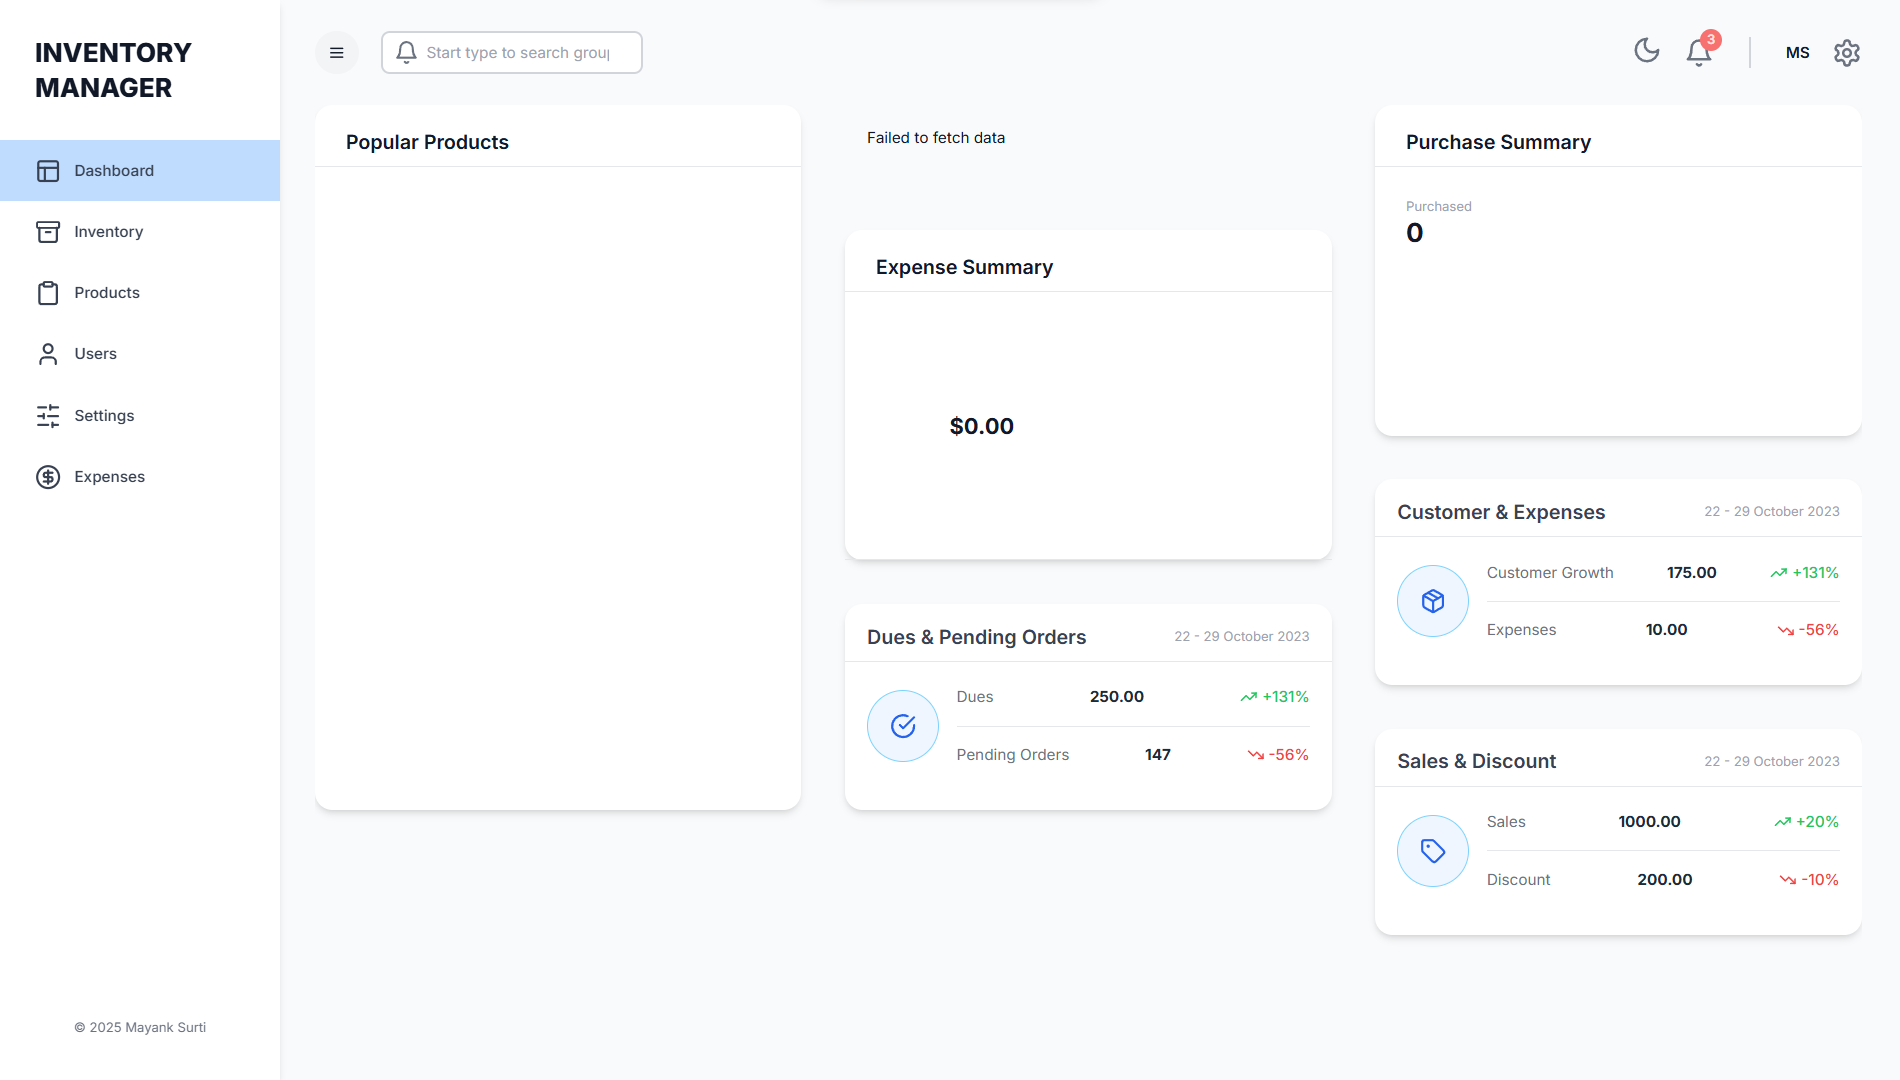 INVENTORY
MANAGER
Dashboard
Inventory
Products
Users
Settings
Expenses
© 2025 Mayank Surti
Start type to search grou
3
MS
Popular Products
Failed to fetch data
Expense Summary
$0.00
Dues & Pending Orders
22 - 29 October 2023
Dues 250.00 +131%
Pending Orders 147 -56%
Purchase Summary
Purchased
0
Customer & Expenses
22 - 29 October 2023
Customer Growth 175.00 +131%
Expenses 10.00 -56%
Sales & Discount
22 - 29 October 2023
Sales 1000.00 +20%
Discount 200.00 -10%